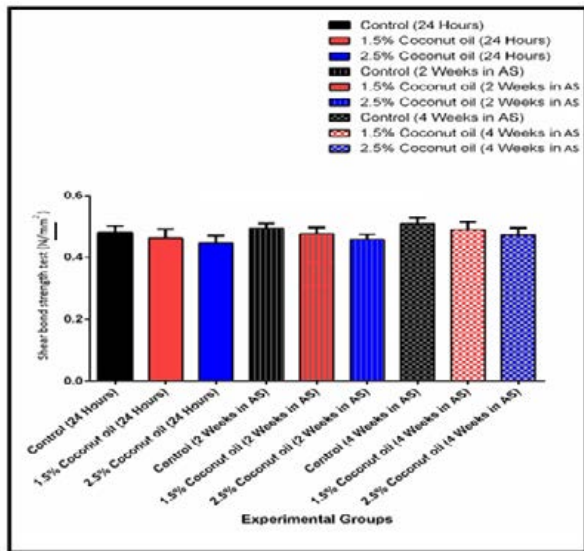 Control (24 Hours)
1.5% Coconut oil (24 Hours)
2.5% Coconut oil (24 Hours)
Control (2 Weeks in AS)
1.5% Coconut oil (2 Weeks in AS
2.5% Coconut oil (2 Weeks in AS
Control (4 Weeks in AS)
1.5% Coconut oil (4 Weeks in AS
2.5% Coconut oil (4 Weeks in AS
Shear bond strength test (N/mm²)
0.6
0.4
0.2
0.0
Control (24 Hours)
1.5% Coconut oil (24 Hours)
2.5% Coconut oil (24 Hours)
Control (2 Weeks in AS)
1.5% Coconut oil (2 Weeks in AS)
2.5% Coconut oil (2 Weeks in AS)
Control (4 Weeks in AS)
1.5% Coconut oil (4 Weeks in AS)
2.5% Coconut oil (4 Weeks in AS)
Experimental Groups